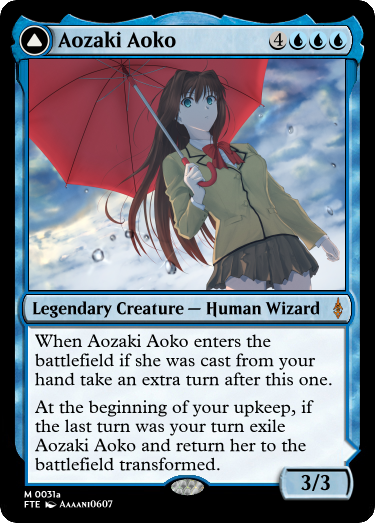 Aozaki Aoko 4
Legendary Creature — Human Wizard
When Aozaki Aoko enters the
battlefield if she was cast from your
hand take an extra turn after this one.
At the beginning of your upkeep, if
the last turn was your turn exile
Aozaki Aoko and return her to the
battlefield transformed.
3/3
M 0031a
FTE Aaaani0607